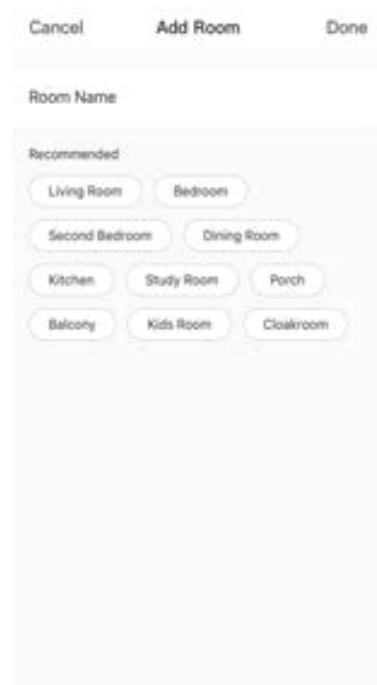 Cancel Add Room Done
Room Name
Recommended
Living Room Bedroom
Second Bedroom Dining Room
Kitchen Study Room Porch
Balcony Kids Room Cloakroom